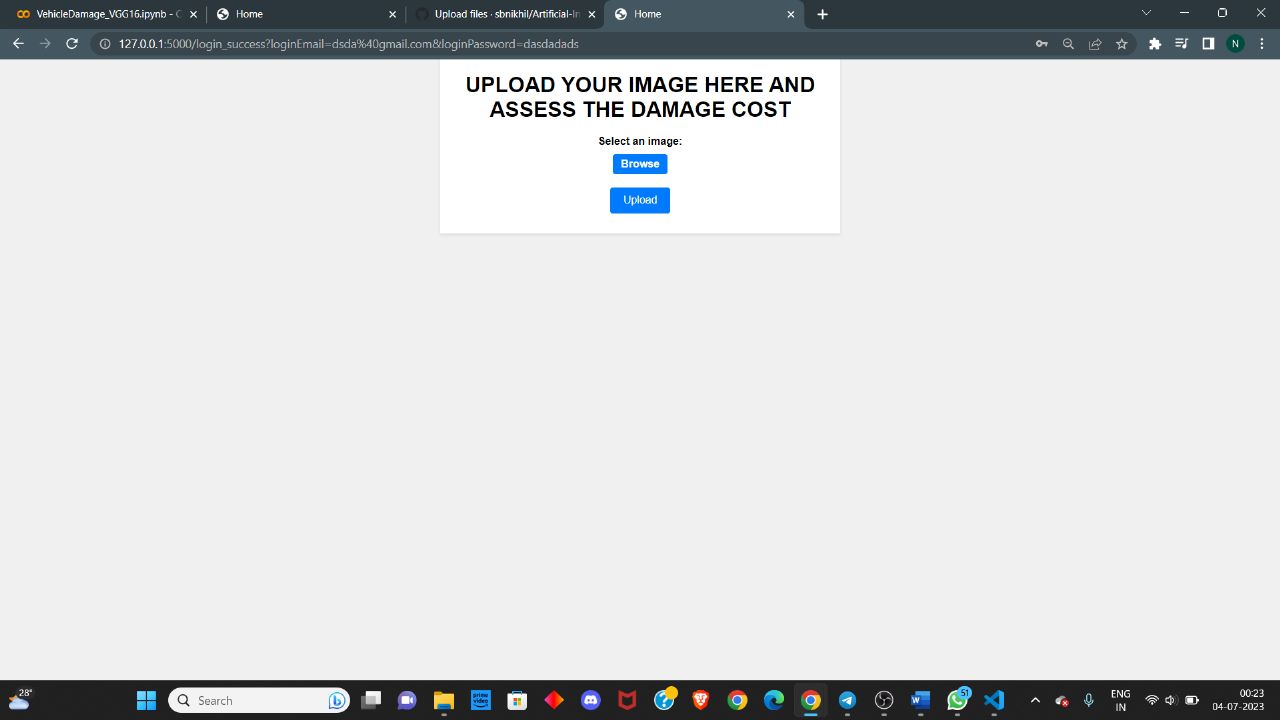 VehicleDamage_VGG16.ipynb - C
Home
Upload files · sbnikhil/Artificial-In
Home
127.0.0.1:5000/login_success?loginEmail=dsda%40gmail.com&loginPassword=dasdadads
N
UPLOAD YOUR IMAGE HERE AND
ASSESS THE DAMAGE COST
Select an image:
Browse
Upload
28°
Search
prime video
51
ENG
IN
00:23
04-07-2023